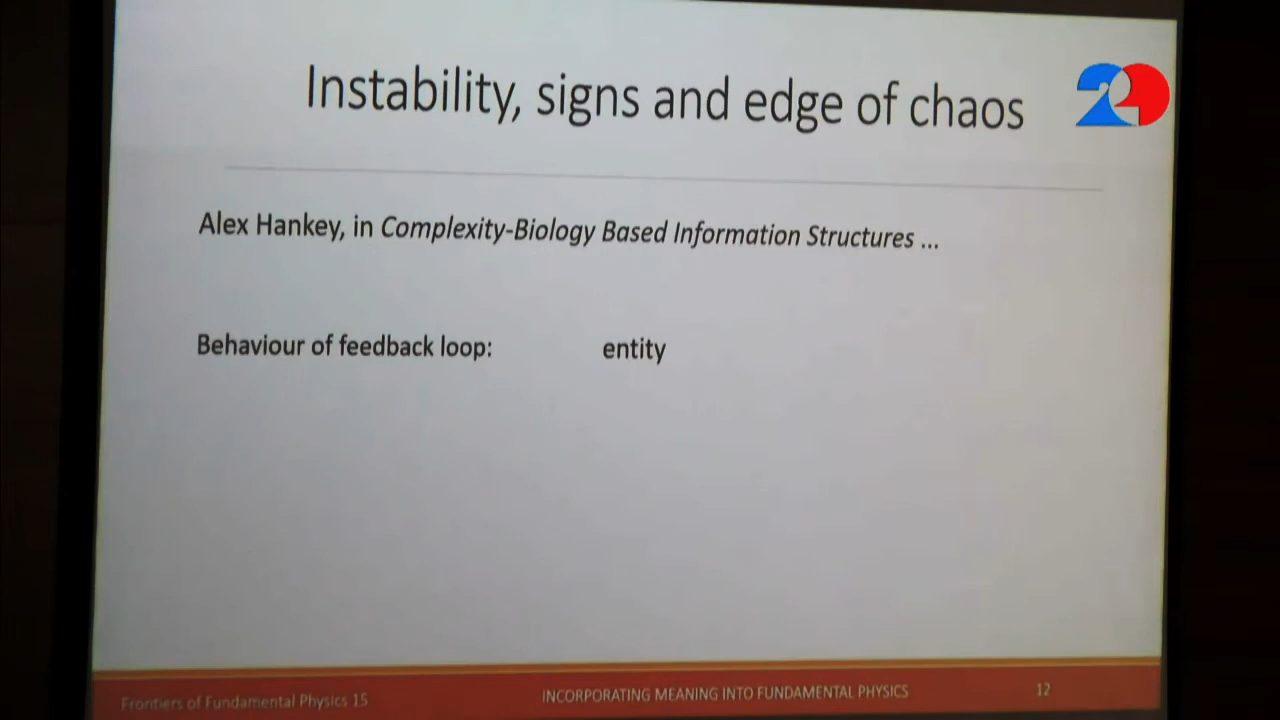 Instability, signs and edge of chaos
20
Alex Hankey, in Complexity-Biology Based Information Structures ...
Behaviour of feedback loop: entity
Frontiers of Fundamental Physics 15 INCORPORATING MEANING INTO FUNDAMENTAL PHYSICS 12